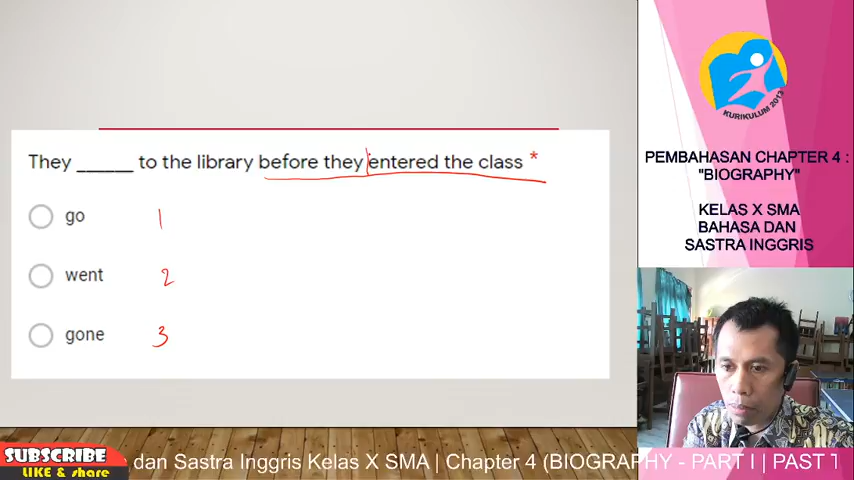 They ______ to the library before they entered the class *
go 1
went 2
gone 3
KURIKULUM 2013
PEMBAHASAN CHAPTER 4 :
"BIOGRAPHY"
KELAS X SMA
BAHASA DAN
SASTRA INGGRIS
SUBSCRIBE
LIKE & share
dan Sastra Inggris Kelas X SMA | Chapter 4 (BIOGRAPHY - PART I | PAST